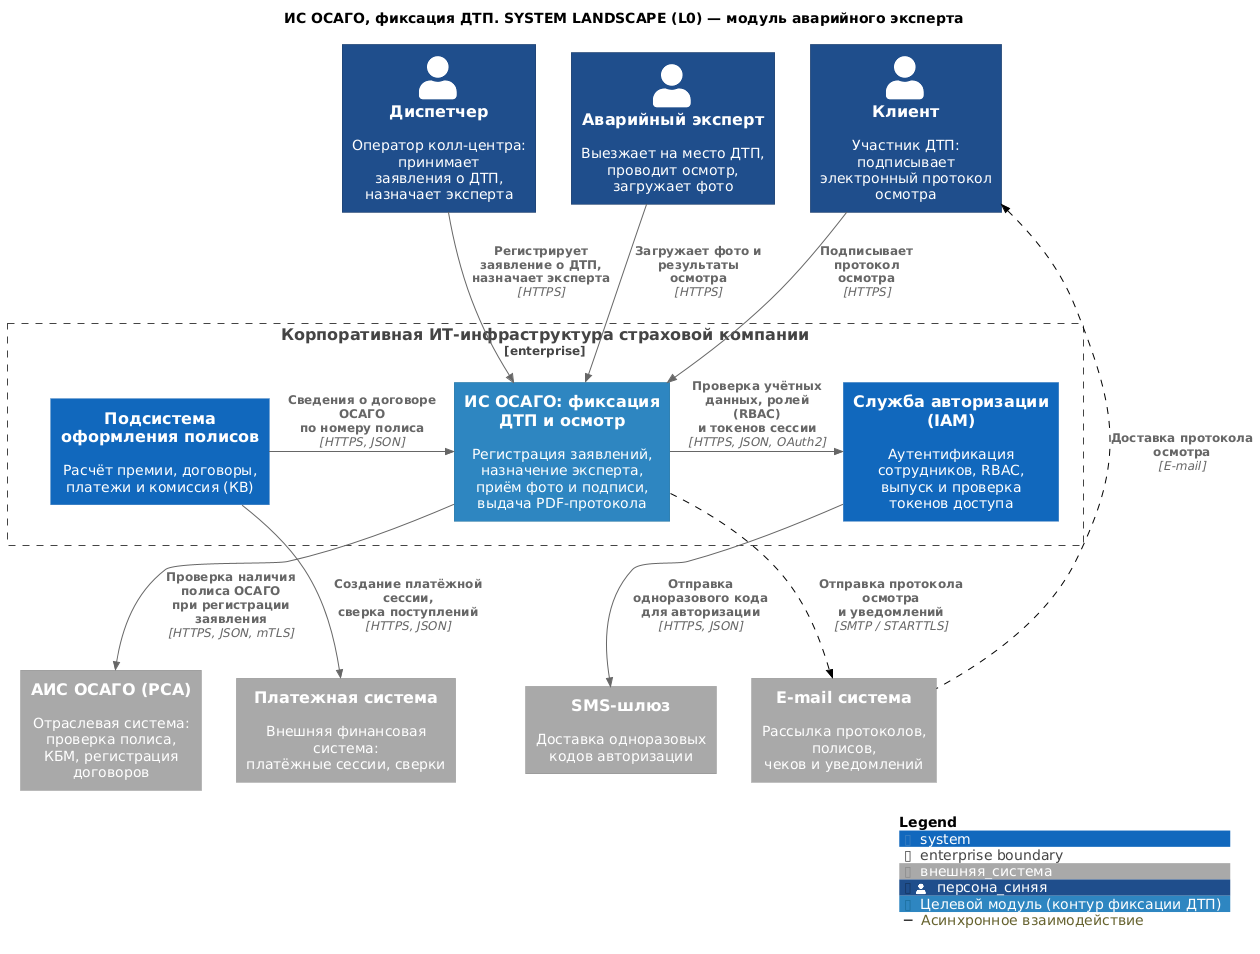 ИС ОСАГО, фиксация ДТП. SYSTEM LANDSCAPE (L0) — модуль аварийного эксперта
Диспетчер
Оператор колл-центра:
принимает
заявления о ДТП,
назначает эксперта
Аварийный эксперт
Выезжает на место ДТП,
проводит осмотр,
загружает фото
Клиент
Участник ДТП:
подписывает
электронный протокол
осмотра
Регистрирует
заявление о ДТП,
назначает эксперта
[HTTPS]
Загружает фото и
результаты
осмотра
[HTTPS]
Подписывает
протокол
осмотра
[HTTPS]
Корпоративная ИТ-инфраструктура страховой компании
[enterprise]
Подсистема
оформления полисов
Расчёт премии, договоры,
платежи и комиссия (КВ)
Сведения о договоре
ОСАГО
по номеру полиса
[HTTPS, JSON]
ИС ОСАГО: фиксация
ДТП и осмотр
Регистрация заявлений,
назначение эксперта,
приём фото и подписи,
выдача PDF-протокола
Проверка учётных
данных, ролей
(RBAC)
и токенов сессии
[HTTPS, JSON, OAuth2]
Служба авторизации
(IAM)
Аутентификация
сотрудников, RBAC,
выпуск и проверка
токенов доступа
Доставка протокола
осмотра
[E-mail]
Проверка наличия
полиса ОСАГО
при регистрации
заявления
[HTTPS, JSON, mTLS]
Создание платёжной
сессии,
сверка поступлений
[HTTPS, JSON]
Отправка
одноразового кода
для авторизации
[HTTPS, JSON]
Отправка протокола
осмотра
и уведомлений
[SMTP / STARTTLS]
АИС ОСАГО (РСА)
Отраслевая система:
проверка полиса,
КБМ, регистрация
договоров
Платежная система
Внешняя финансовая
система:
платёжные сессии, сверки
SMS-шлюз
Доставка одноразовых
кодов авторизации
E-mail система
Рассылка протоколов,
полисов,
чеков и уведомлений
Legend
system
enterprise boundary
внешняя_система
персона_синяя
Целевой модуль (контур фиксации ДТП)
Асинхронное взаимодействие